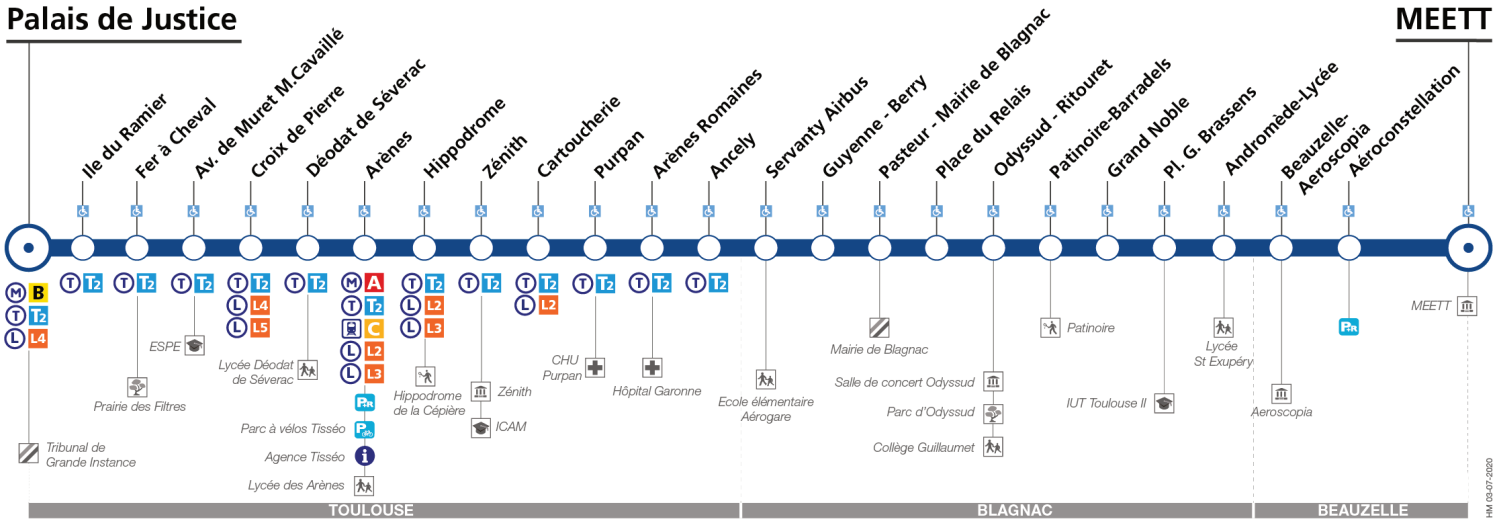 Palais de Justice
MEETT
Ile du Ramier
Fer à Cheval
Av. de Muret M.Cavaillé
Croix de Pierre
Déodat de Séverac
Arènes
Hippodrome
Zénith
Cartoucherie
Purpan
Arènes Romaines
Ancely
Servanty Airbus
Guyenne - Berry
Pasteur - Mairie de Blagnac
Place du Relais
Odyssud - Ritouret
Patinoire-Barradels
Grand Noble
Pl. G. Brassens
Andromède-Lycée
Beauzelle-
Aeroscopia
Aéroconstellation
M B
T T2
L L4
T T2
T T2
T T2
T T2
L L4
L L5
T T2
M A
T T2
C
L L2
L L3
T T2
L L2
L L3
T T2
T T2
L L2
T T2
T T2
T T2
Tribunal de
Grande Instance
Prairie des Filtres
ESPE
Lycée Déodat
de Séverac
P+R
P
Parc à vélos Tisséo
Agence Tisséo
i
Lycée des Arènes
Hippodrome
de la Cépière
Zénith
ICAM
CHU
Purpan
Hôpital Garonne
Ecole élémentaire
Aérogare
Mairie de Blagnac
Salle de concert Odyssud
Parc d'Odyssud
Collège Guillaumet
Patinoire
IUT Toulouse II
Lycée
St Exupéry
Aeroscopia
P+R
MEETT
TOULOUSE
BLAGNAC
BEAUZELLE
HM 03-07-2020